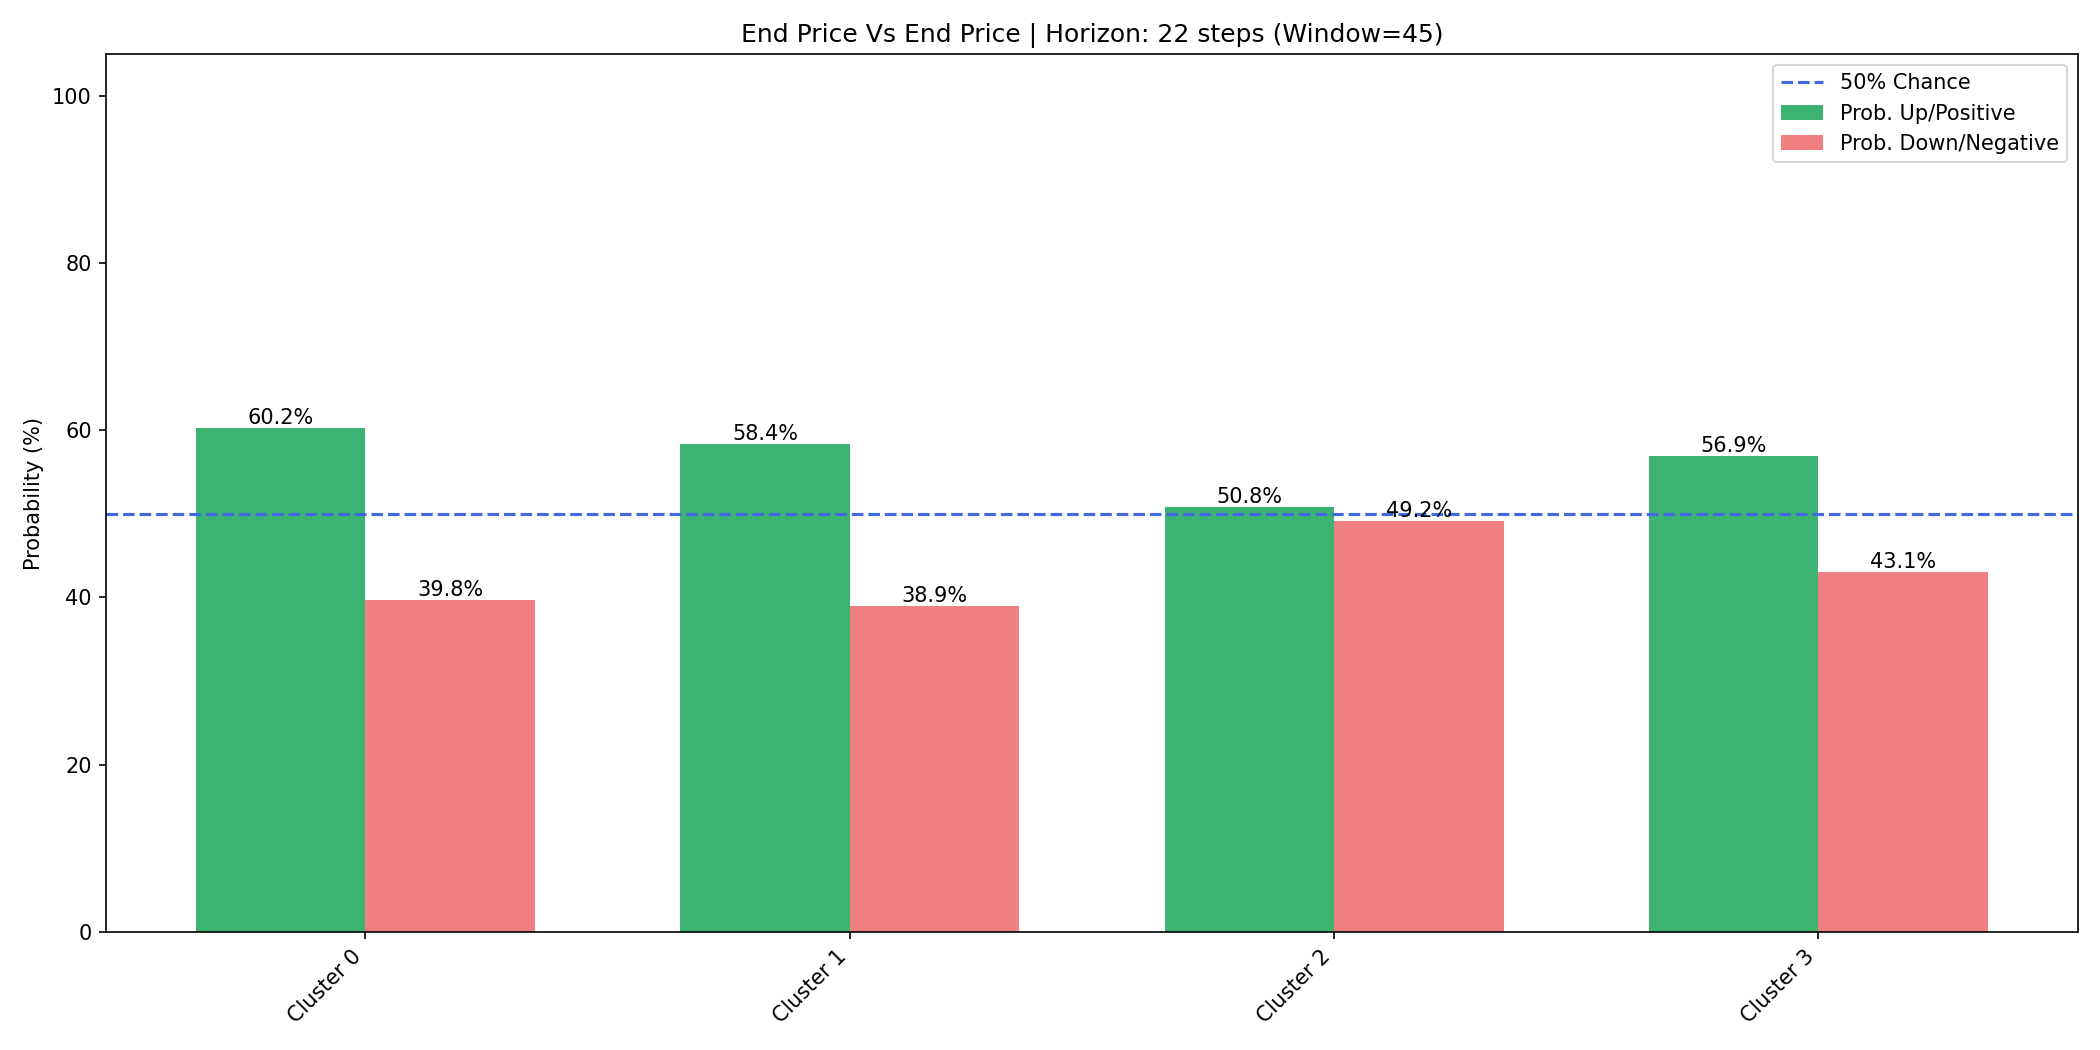 End Price Vs End Price | Horizon: 22 steps (Window=45)
50% Chance
Prob. Up/Positive
Prob. Down/Negative
Probability (%)
100
80
60
40
20
0
60.2%
39.8%
58.4%
38.9%
50.8%
49.2%
56.9%
43.1%
Cluster 0
Cluster 1
Cluster 2
Cluster 3